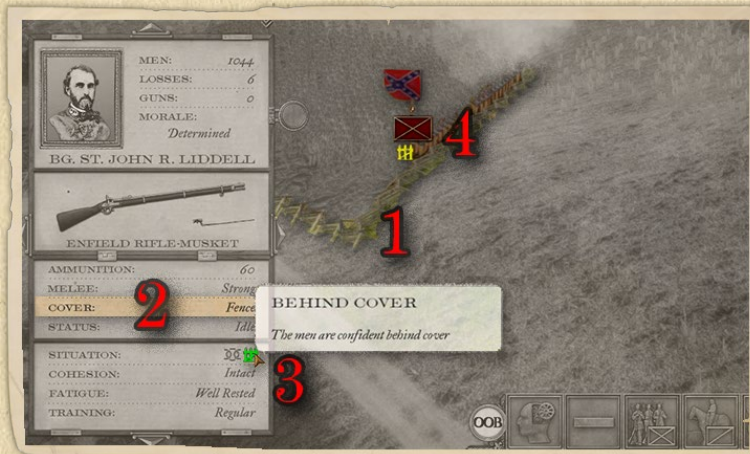 MEN: 1044
LOSSES: 6
GUNS: 0
MORALE:
Determined
BG. ST. JOHN R. LIDDELL
ENFIELD RIFLE-MUSKET
AMMUNITION: 60
MELEE: Strong
COVER: Fence
STATUS: Idle
SITUATION:
COHESION: Intact
FATIGUE: Well Rested
TRAINING: Regular
BEHIND COVER
The men are confident behind cover
1
2
3
4
OOB